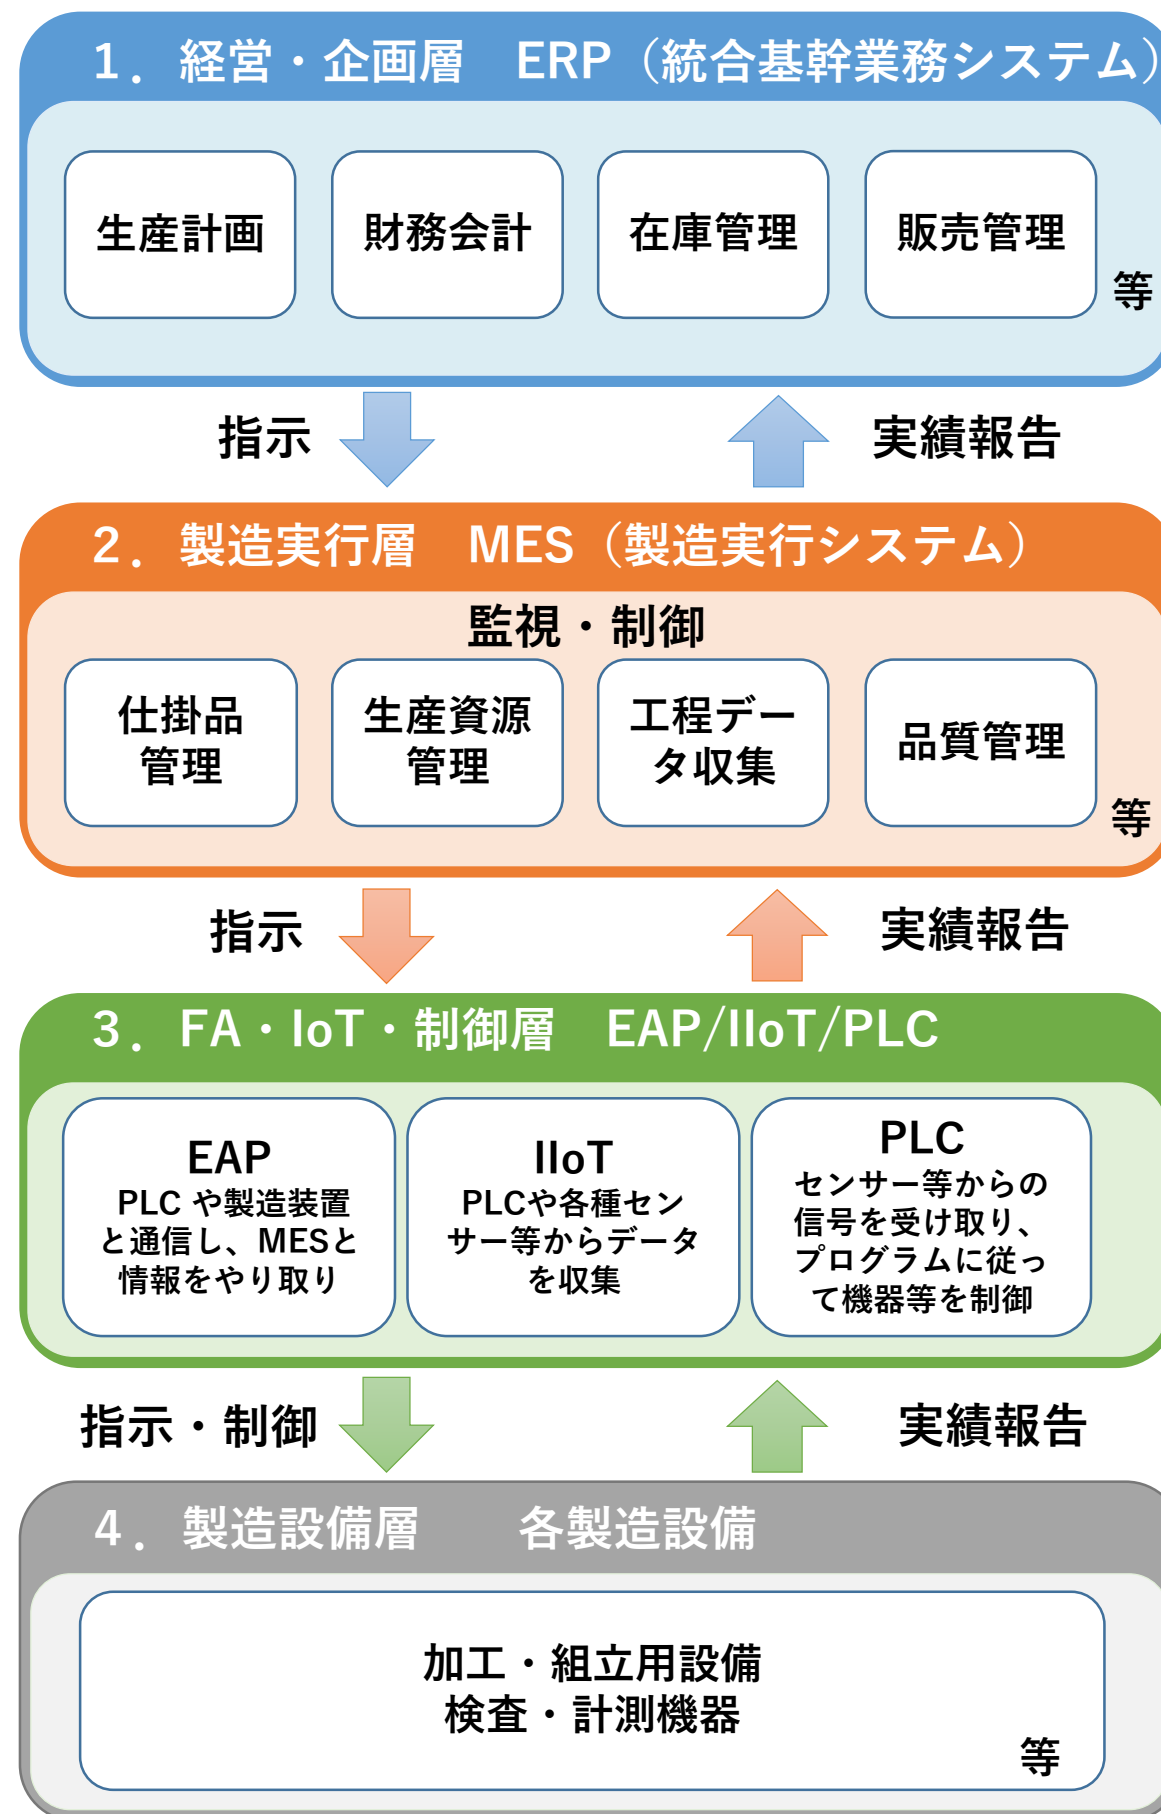 １．経営・企画層　ERP（統合基幹業務システム）
生産計画
財務会計
在庫管理
販売管理
等
指示
実績報告
２．製造実行層　MES（製造実行システム）
監視・制御
仕掛品
管理
生産資源
管理
工程デー
タ収集
品質管理
等
指示
実績報告
３．FA・IoT・制御層　EAP/IIoT/PLC
EAP
PLC や製造装置
と通信し、MESと
情報をやり取り
IIoT
PLCや各種セン
サー等からデータ
を収集
PLC
センサー等からの
信号を受け取り、
プログラムに従っ
て機器等を制御
指示・制御
実績報告
４．製造設備層　　各製造設備
加工・組立用設備
検査・計測機器
等